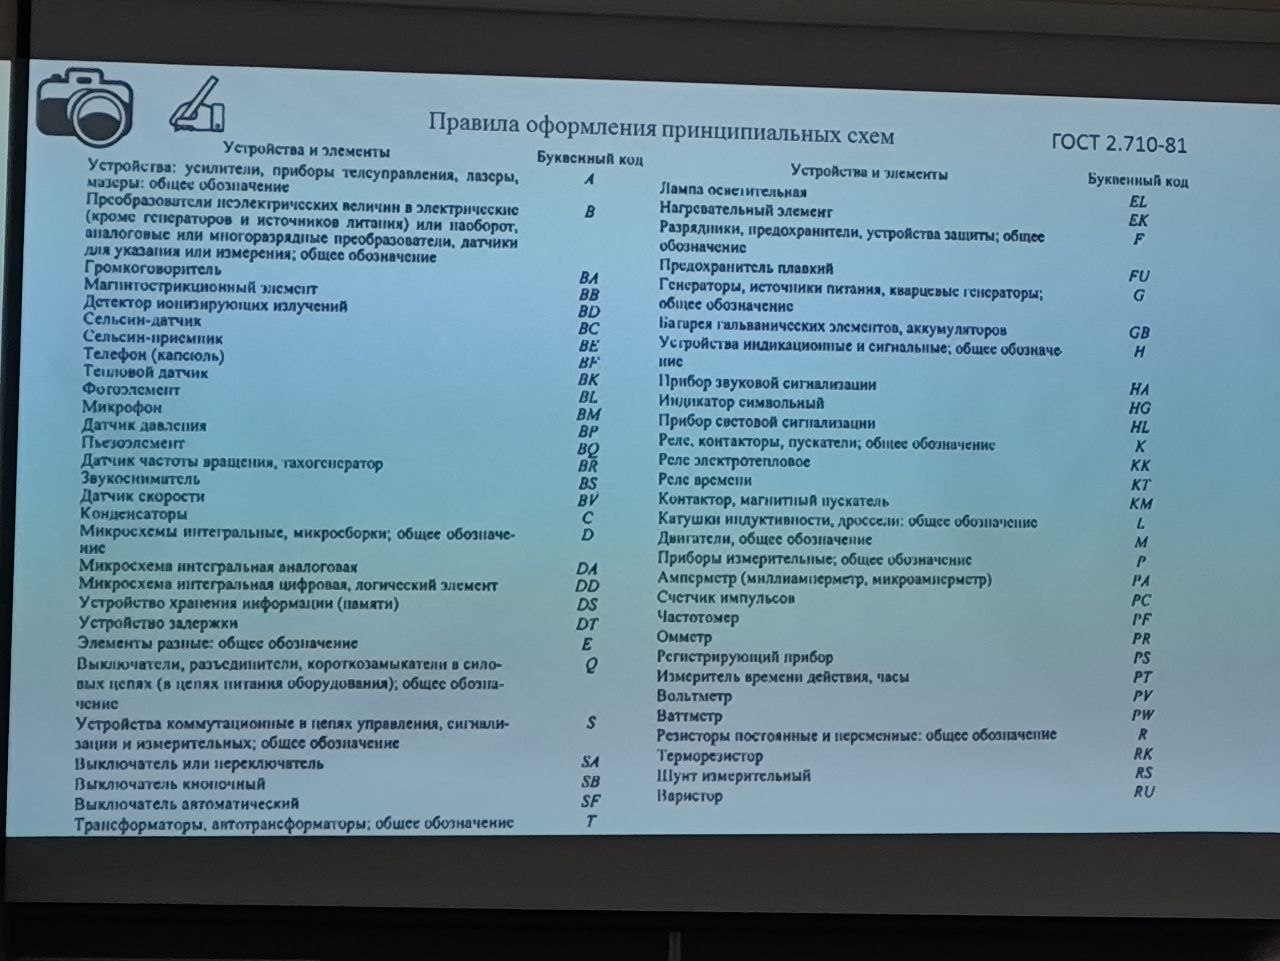 Правила оформления принципиальных схем
ГОСТ 2.710-81
Устройства и элементы
Буквенный код
Устройства: усилители, приборы телеуправления, лазеры, A
мазеры: общее обозначение
Преобразователи неэлектрических величин в электрические B
(кроме генераторов и источников питания) или наоборот,
аналоговые или многоразрядные преобразователи, датчики
для указания или измерения; общее обозначение
Громкоговоритель BA
Магнитострикционный элемент BB
Детектор ионизирующих излучений BD
Сельсин-датчик BC
Сельсин-приемник BE
Телефон (капсюль) BF
Тепловой датчик BK
Фотоэлемент BL
Микрофон BM
Датчик давления BP
Пьезоэлемент BQ
Датчик частоты вращения, тахогенератор BR
Звукосниматель BS
Датчик скорости BV
Конденсаторы C
Микросхемы интегральные, микросборки; общее обозначе- D
ние
Микросхема интегральная аналоговая DA
Микросхема интегральная цифровая, логический элемент DD
Устройство хранения информации (памяти) DS
Устройство задержки DT
Элементы разные: общее обозначение E
Выключатели, разъединители, короткозамыкатели в сило- Q
вых цепях (в цепях питания оборудования); общее обозна-
чение
Устройства коммутационные в цепях управления, сигнали- S
зации и измерительных; общее обозначение
Выключатель или переключатель SA
Выключатель кнопочный SB
Выключатель автоматический SF
Трансформаторы, автотрансформаторы; общее обозначение T
Устройства и элементы
Буквенный код
Лампа осветительная EL
Нагревательный элемент EK
Разрядники, предохранители, устройства защиты; общее F
обозначение
Предохранитель плавкий FU
Генераторы, источники питания, кварцевые генераторы; G
общее обозначение
Батарея гальванических элементов, аккумуляторов GB
Устройства индикационные и сигнальные; общее обозначе- H
ние
Прибор звуковой сигнализации HA
Индикатор символьный HG
Прибор световой сигнализации HL
Реле, контакторы, пускатели; общее обозначение K
Реле электротепловое KK
Реле времени KT
Контактор, магнитный пускатель KM
Катушки индуктивности, дроссели: общее обозначение L
Двигатели, общее обозначение M
Приборы измерительные; общее обозначение P
Амперметр (миллиамперметр, микроамперметр) PA
Счетчик импульсов PC
Частотомер PF
Омметр PR
Регистрирующий прибор PS
Измеритель времени действия, часы PT
Вольтметр PV
Ваттметр PW
Резисторы постоянные и переменные: общее обозначение R
Терморезистор RK
Шунт измерительный RS
Варистор RU